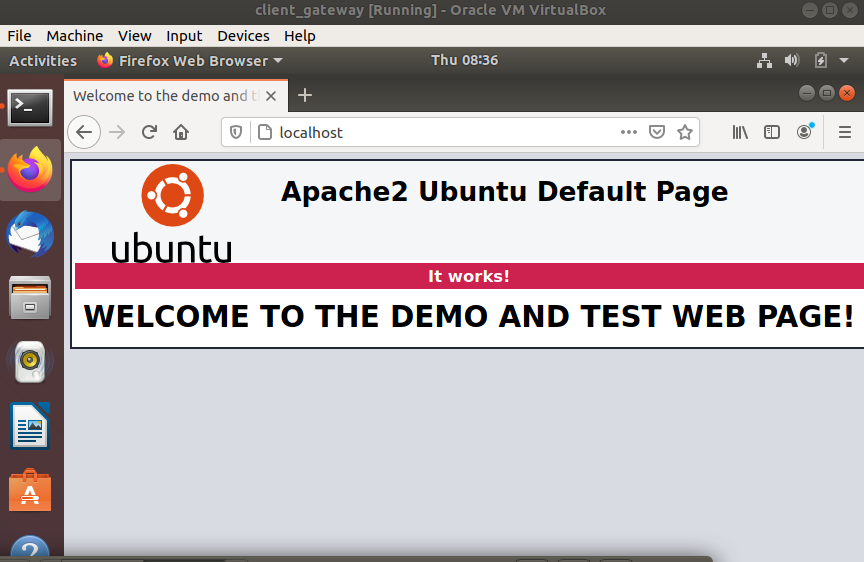 client_gateway [Running] - Oracle VM VirtualBox
File Machine View Input Devices Help
Activities Firefox Web Browser Thu 08:36
Welcome to the demo and t
localhost
ubuntu
Apache2 Ubuntu Default Page
It works!
WELCOME TO THE DEMO AND TEST WEB PAGE!